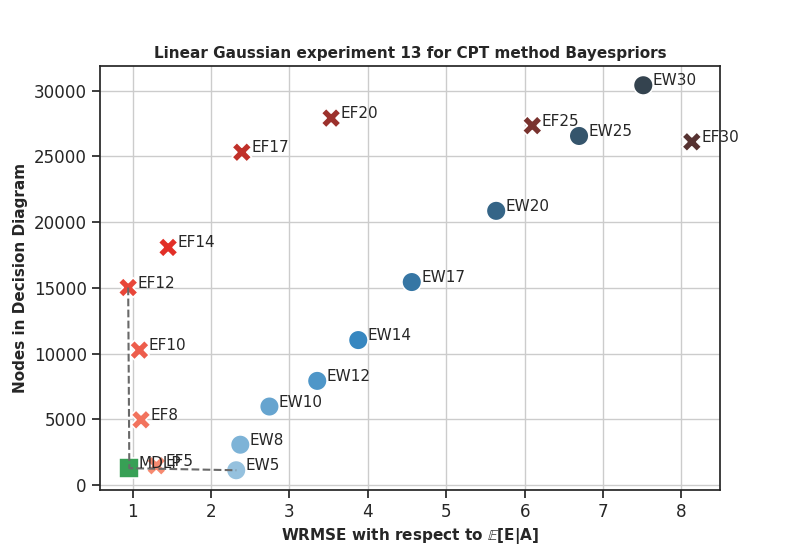 Linear Gaussian experiment 13 for CPT method Bayespriors
Nodes in Decision Diagram
30000
25000
20000
15000
10000
5000
0
EW30
EF20
EF25
EW25
EF30
EF17
EW20
EF14
EF12
EW17
EW14
EF10
EW12
EW10
EF8
EW8
MDLP
EF5
EW5
1 2 3 4 5 6 7 8
WRMSE with respect to 𝔼[E|A]